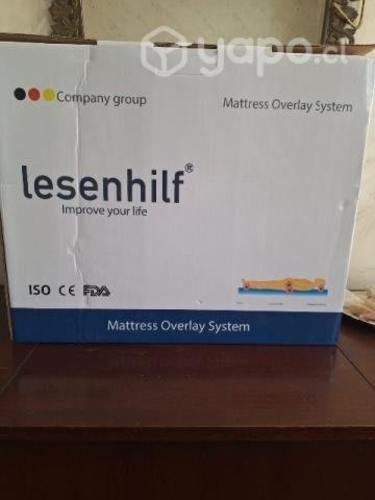 yapo.cl
Company group
Mattress Overlay System
lesenhilf®
Improve your life
ISO CE FDA
Mattress Overlay System